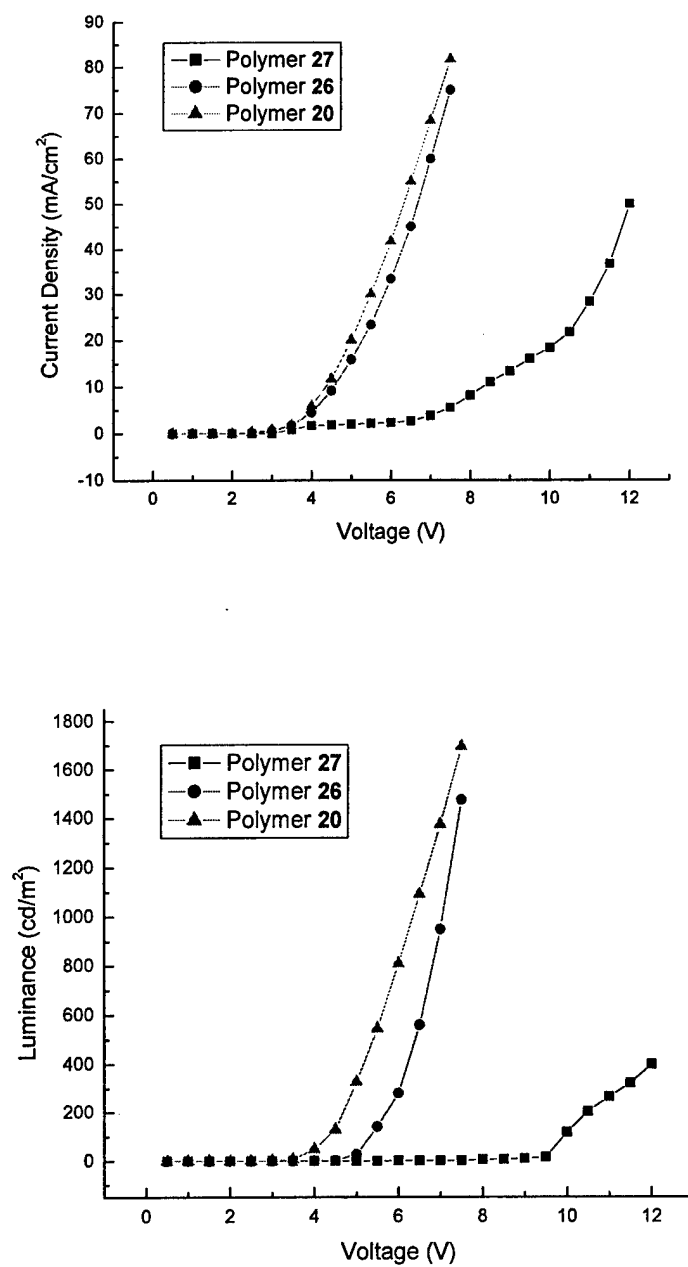 90
80
70
60
50
40
30
20
10
0
-10
Current Density (mA/cm²)
Polymer 27
Polymer 26
Polymer 20
0 2 4 6 8 10 12
Voltage (V)
1800
1600
1400
1200
1000
800
600
400
200
0
Luminance (cd/m²)
Polymer 27
Polymer 26
Polymer 20
0 2 4 6 8 10 12
Voltage (V)